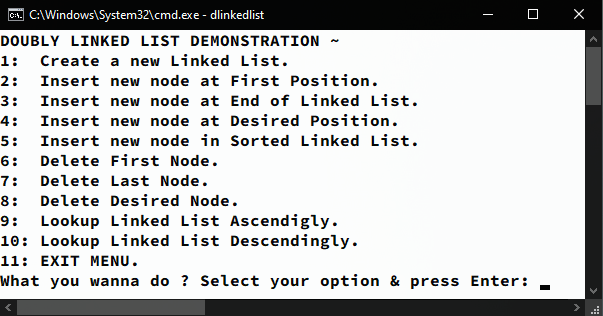 C:\Windows\System32\cmd.exe - dlinkedlist
DOUBLY LINKED LIST DEMONSTRATION ~
1:  Create a new Linked List.
2:  Insert new node at First Position.
3:  Insert new node at End of Linked List.
4:  Insert new node at Desired Position.
5:  Insert new node in Sorted Linked List.
6:  Delete First Node.
7:  Delete Last Node.
8:  Delete Desired Node.
9:  Lookup Linked List Ascendigly.
10: Lookup Linked List Descendingly.
11: EXIT MENU.
What you wanna do ? Select your option & press Enter: _